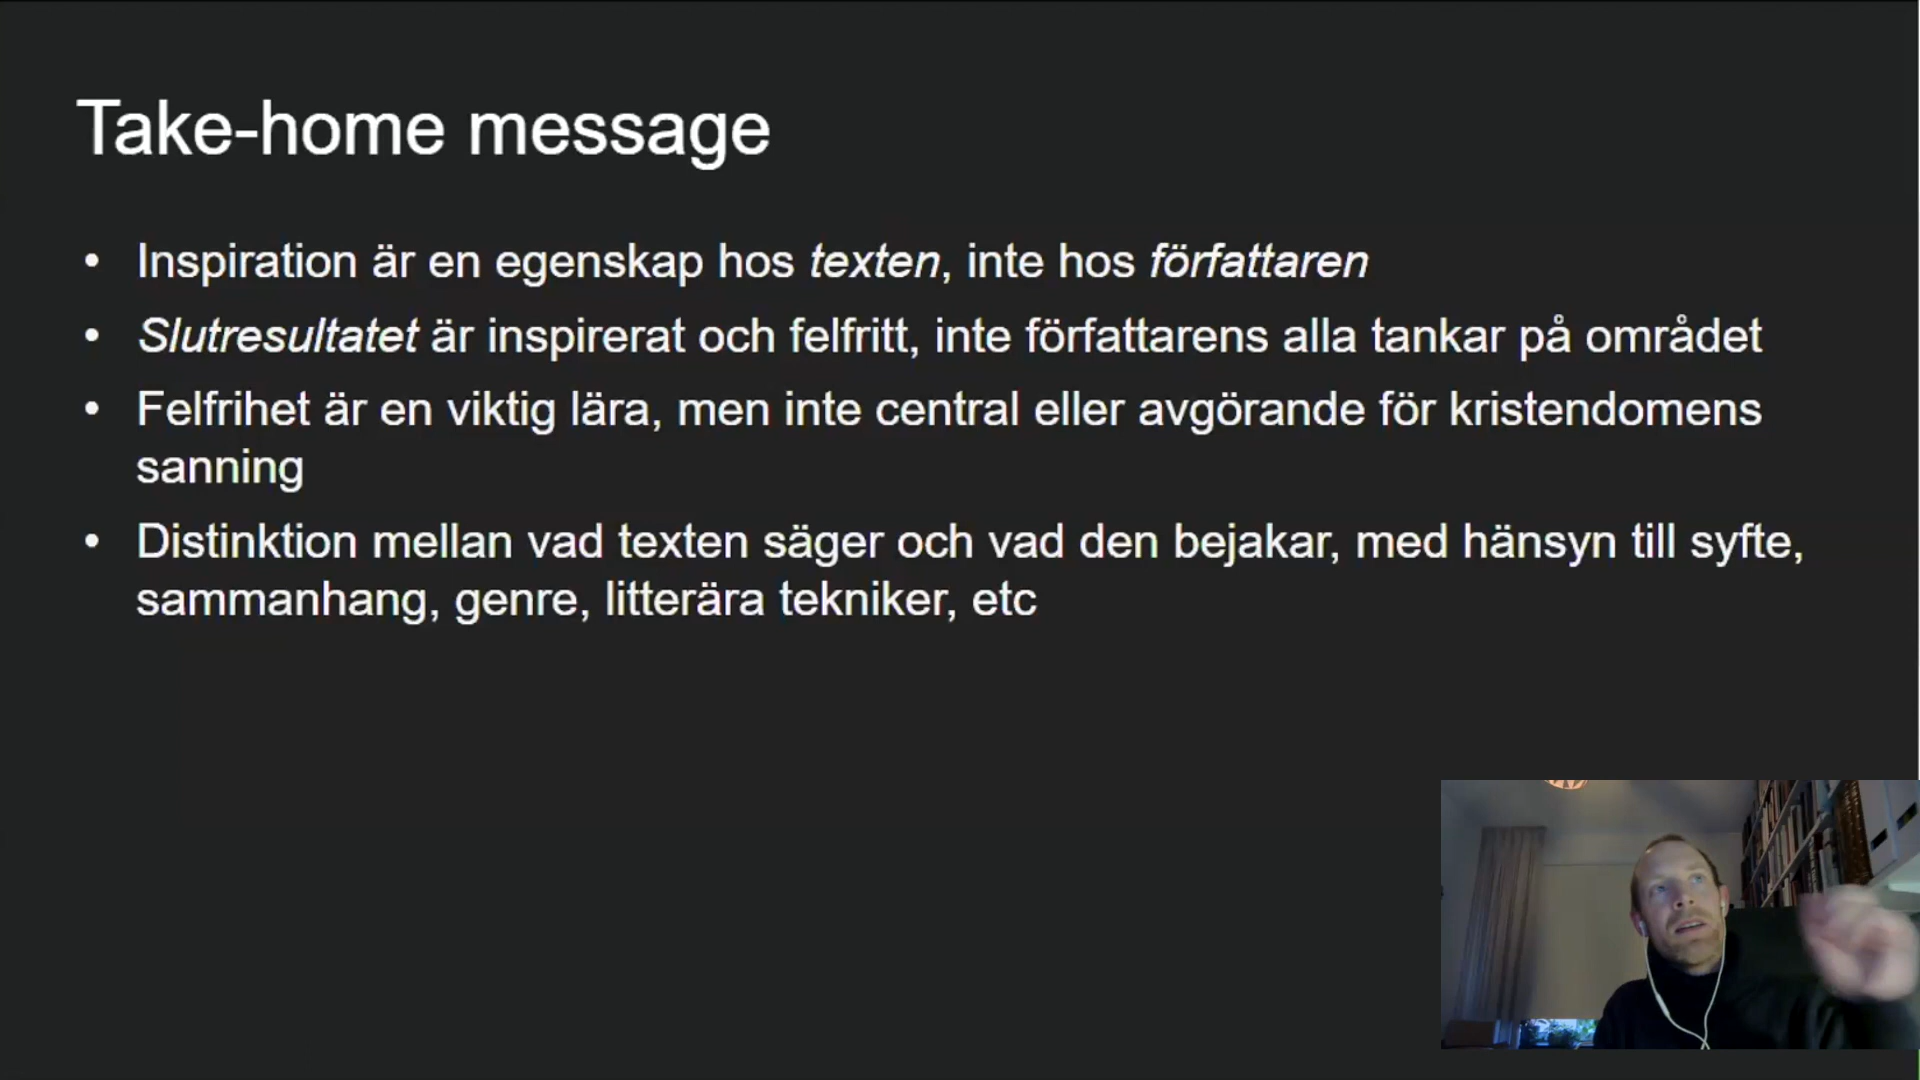 Take-home message
• Inspiration är en egenskap hos texten, inte hos författaren
• Slutresultatet är inspirerat och felfritt, inte författarens alla tankar på området
• Felfrihet är en viktig lära, men inte central eller avgörande för kristendomens
sanning
• Distinktion mellan vad texten säger och vad den bejakar, med hänsyn till syfte,
sammanhang, genre, litterära tekniker, etc